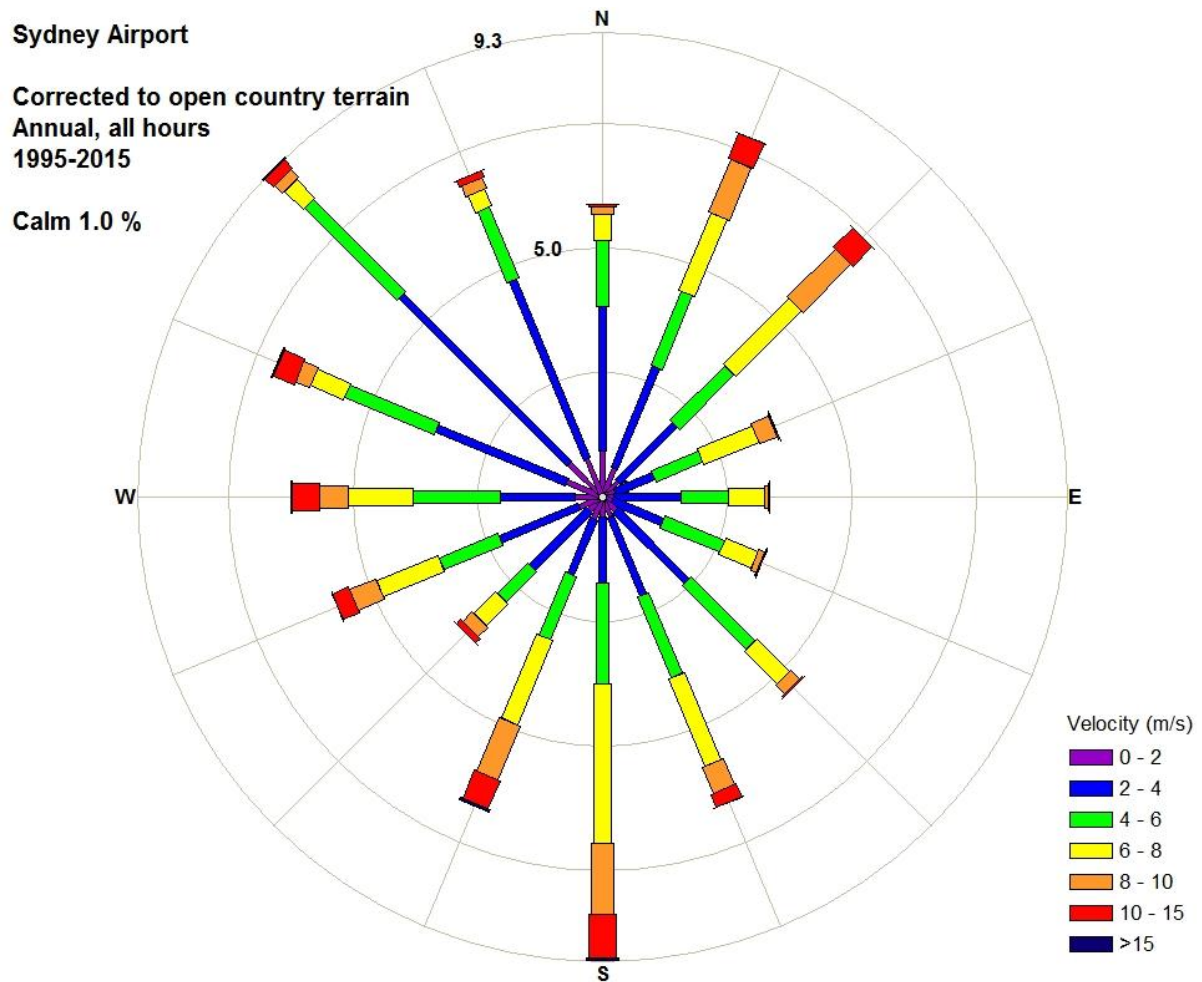 Sydney Airport
Corrected to open country terrain
Annual, all hours
1995-2015
Calm 1.0 %
N
9.3
5.0
W
E
S
Velocity (m/s)
0 - 2
2 - 4
4 - 6
6 - 8
8 - 10
10 - 15
>15